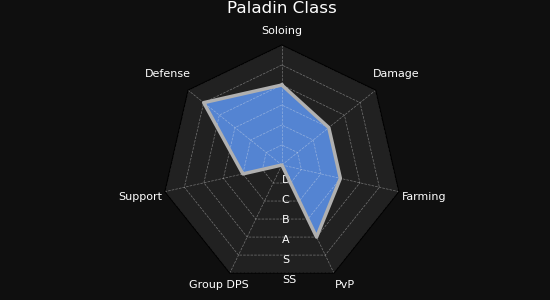 Paladin Class
Soloing
Defense
Damage
Support
Farming
D
C
B
A
S
SS
Group DPS
PvP